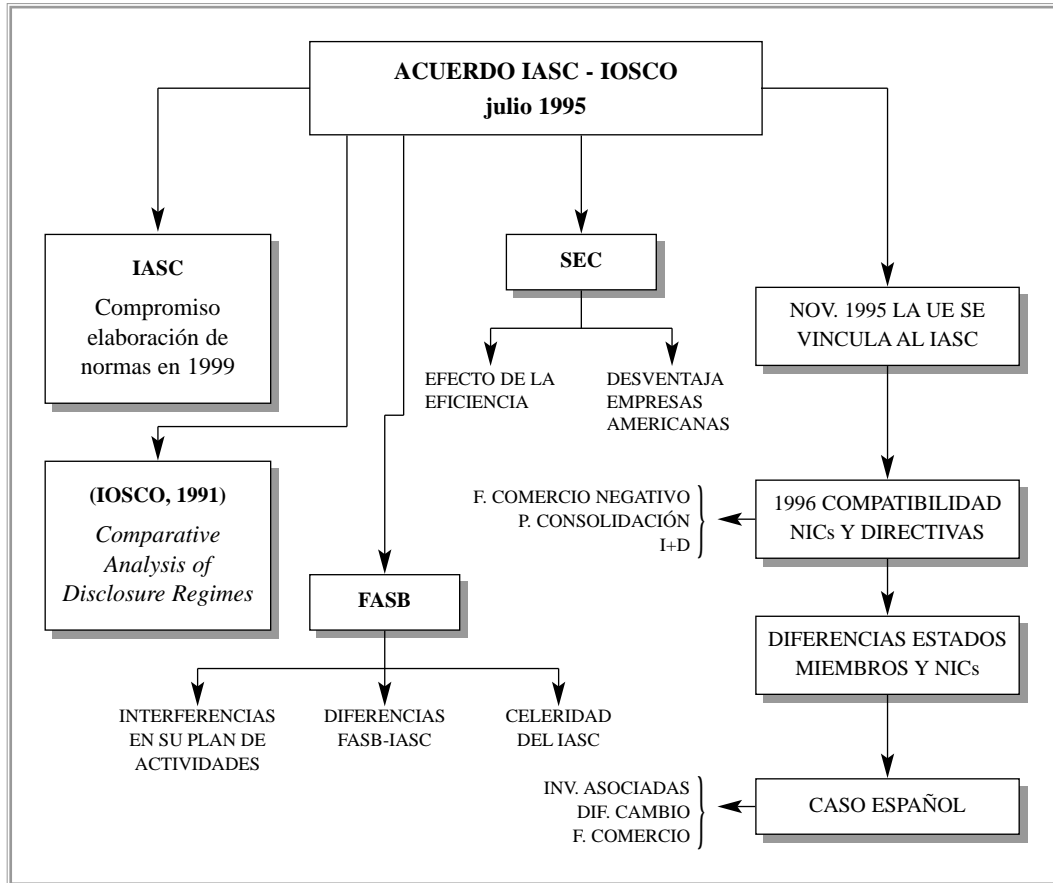 ACUERDO IASC - IOSCO
julio 1995
IASC
Compromiso
elaboración de
normas en 1999
SEC
NOV. 1995 LA UE SE
VINCULA AL IASC
EFECTO DE LA
EFICIENCIA
DESVENTAJA
EMPRESAS
AMERICANAS
(IOSCO, 1991)
Comparative
Analysis of
Disclosure Regimes
F. COMERCIO NEGATIVO
P. CONSOLIDACIÓN
I+D
1996 COMPATIBILIDAD
NICs Y DIRECTIVAS
FASB
DIFERENCIAS ESTADOS
MIEMBROS Y NICs
INTERFERENCIAS
EN SU PLAN DE
ACTIVIDADES
DIFERENCIAS
FASB-IASC
CELERIDAD
DEL IASC
INV. ASOCIADAS
DIF. CAMBIO
F. COMERCIO
CASO ESPAÑOL